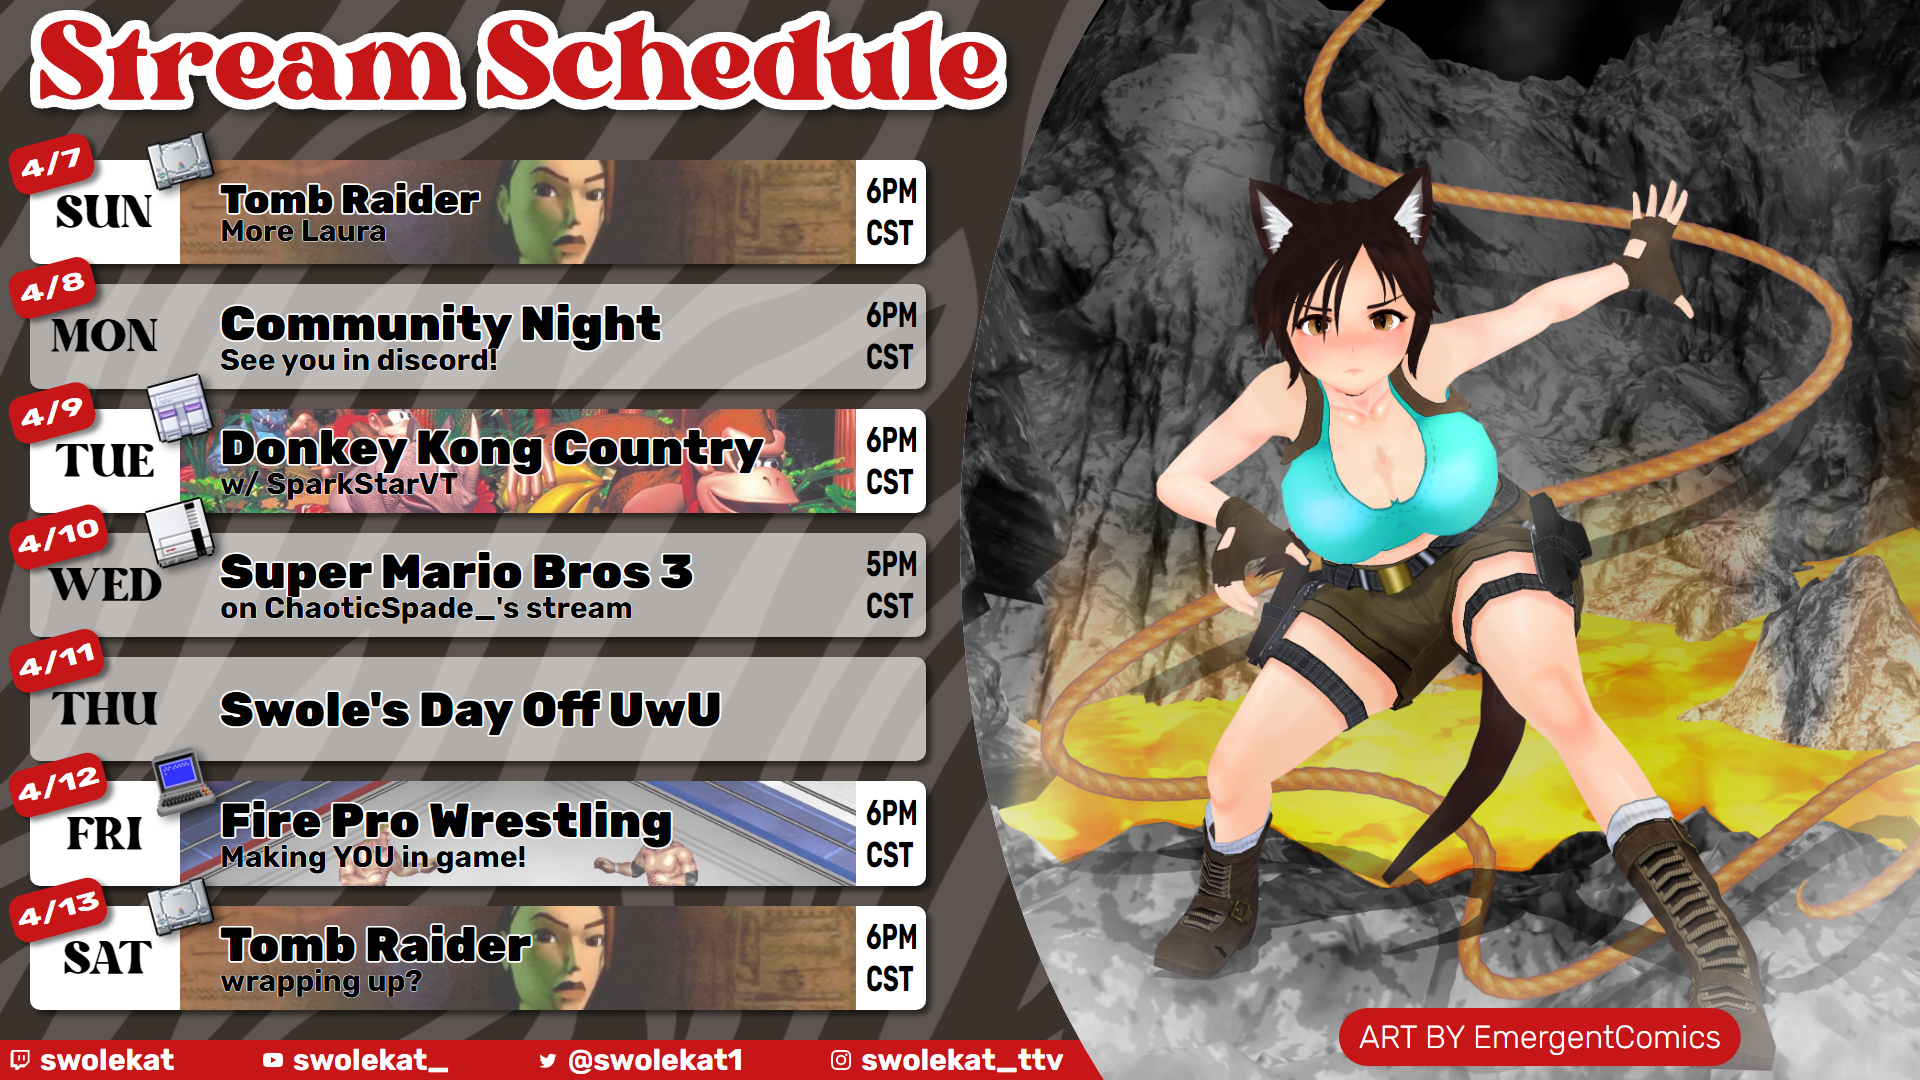 Stream Schedule
4/7
SUN
Tomb Raider
More Laura
6PM
CST
4/8
MON
Community Night
See you in discord!
6PM
CST
4/9
TUE
Donkey Kong Country
w/ SparkStarVT
6PM
CST
4/10
WED
Super Mario Bros 3
on ChaoticSpade_'s stream
5PM
CST
4/11
THU
Swole's Day Off UwU
4/12
FRI
Fire Pro Wrestling
Making YOU in game!
6PM
CST
4/13
SAT
Tomb Raider
wrapping up?
6PM
CST
swolekat
swolekat_
@swolekat1
swolekat_ttv
ART BY EmergentComics